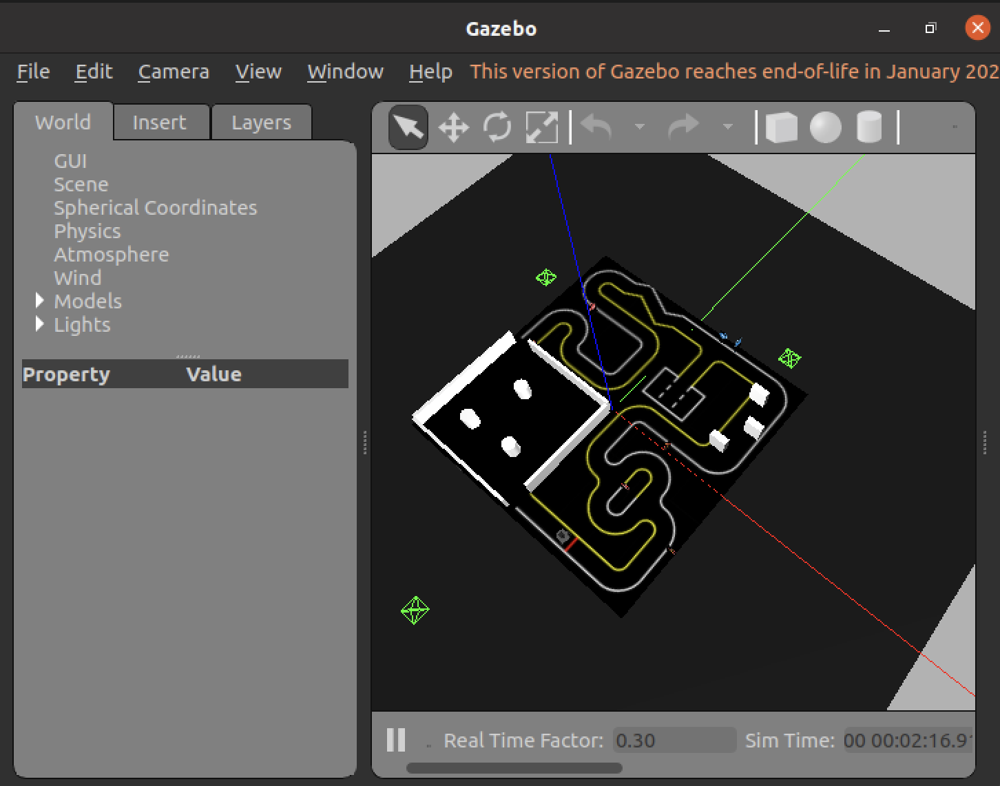 Gazebo
File Edit Camera View Window Help This version of Gazebo reaches end-of-life in January 202
World Insert Layers
GUI
Scene
Spherical Coordinates
Physics
Atmosphere
Wind
Models
Lights
Property Value
Real Time Factor: 0.30 Sim Time: 00 00:02:16.9